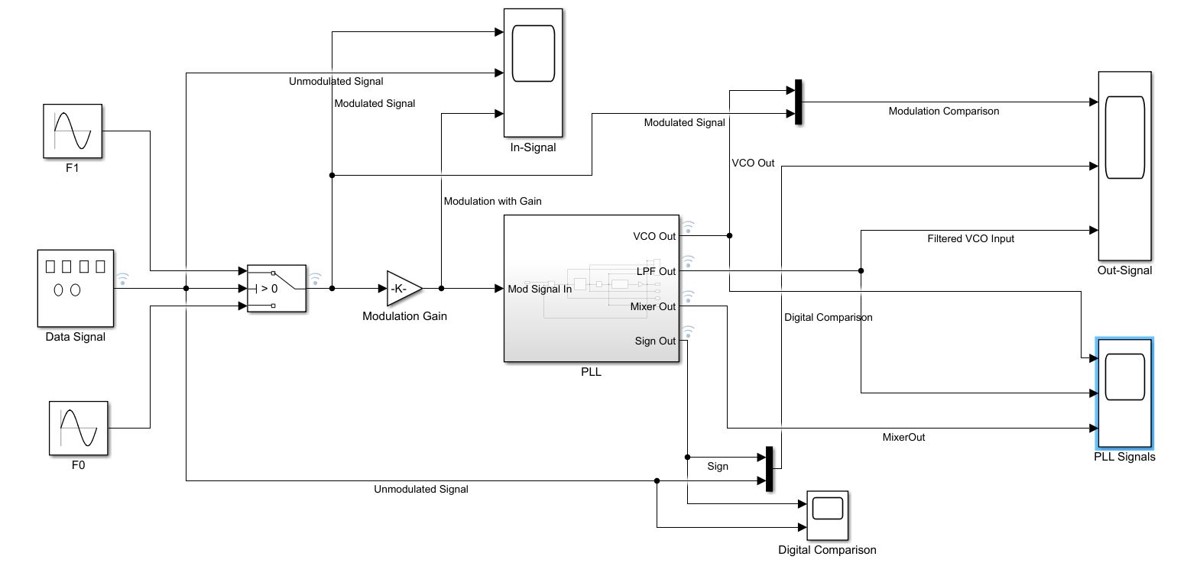 Unmodulated Signal
Modulated Signal
In-Signal
F1
Modulated Signal
Modulation Comparison
VCO Out
Modulation with Gain
VCO Out
Filtered VCO Input
Out-Signal
LPF Out
> 0
-K-
Mod Signal In
Mixer Out
Modulation Gain
Digital Comparison
Data Signal
Sign Out
PLL
MixerOut
PLL Signals
F0
Sign
Unmodulated Signal
Digital Comparison